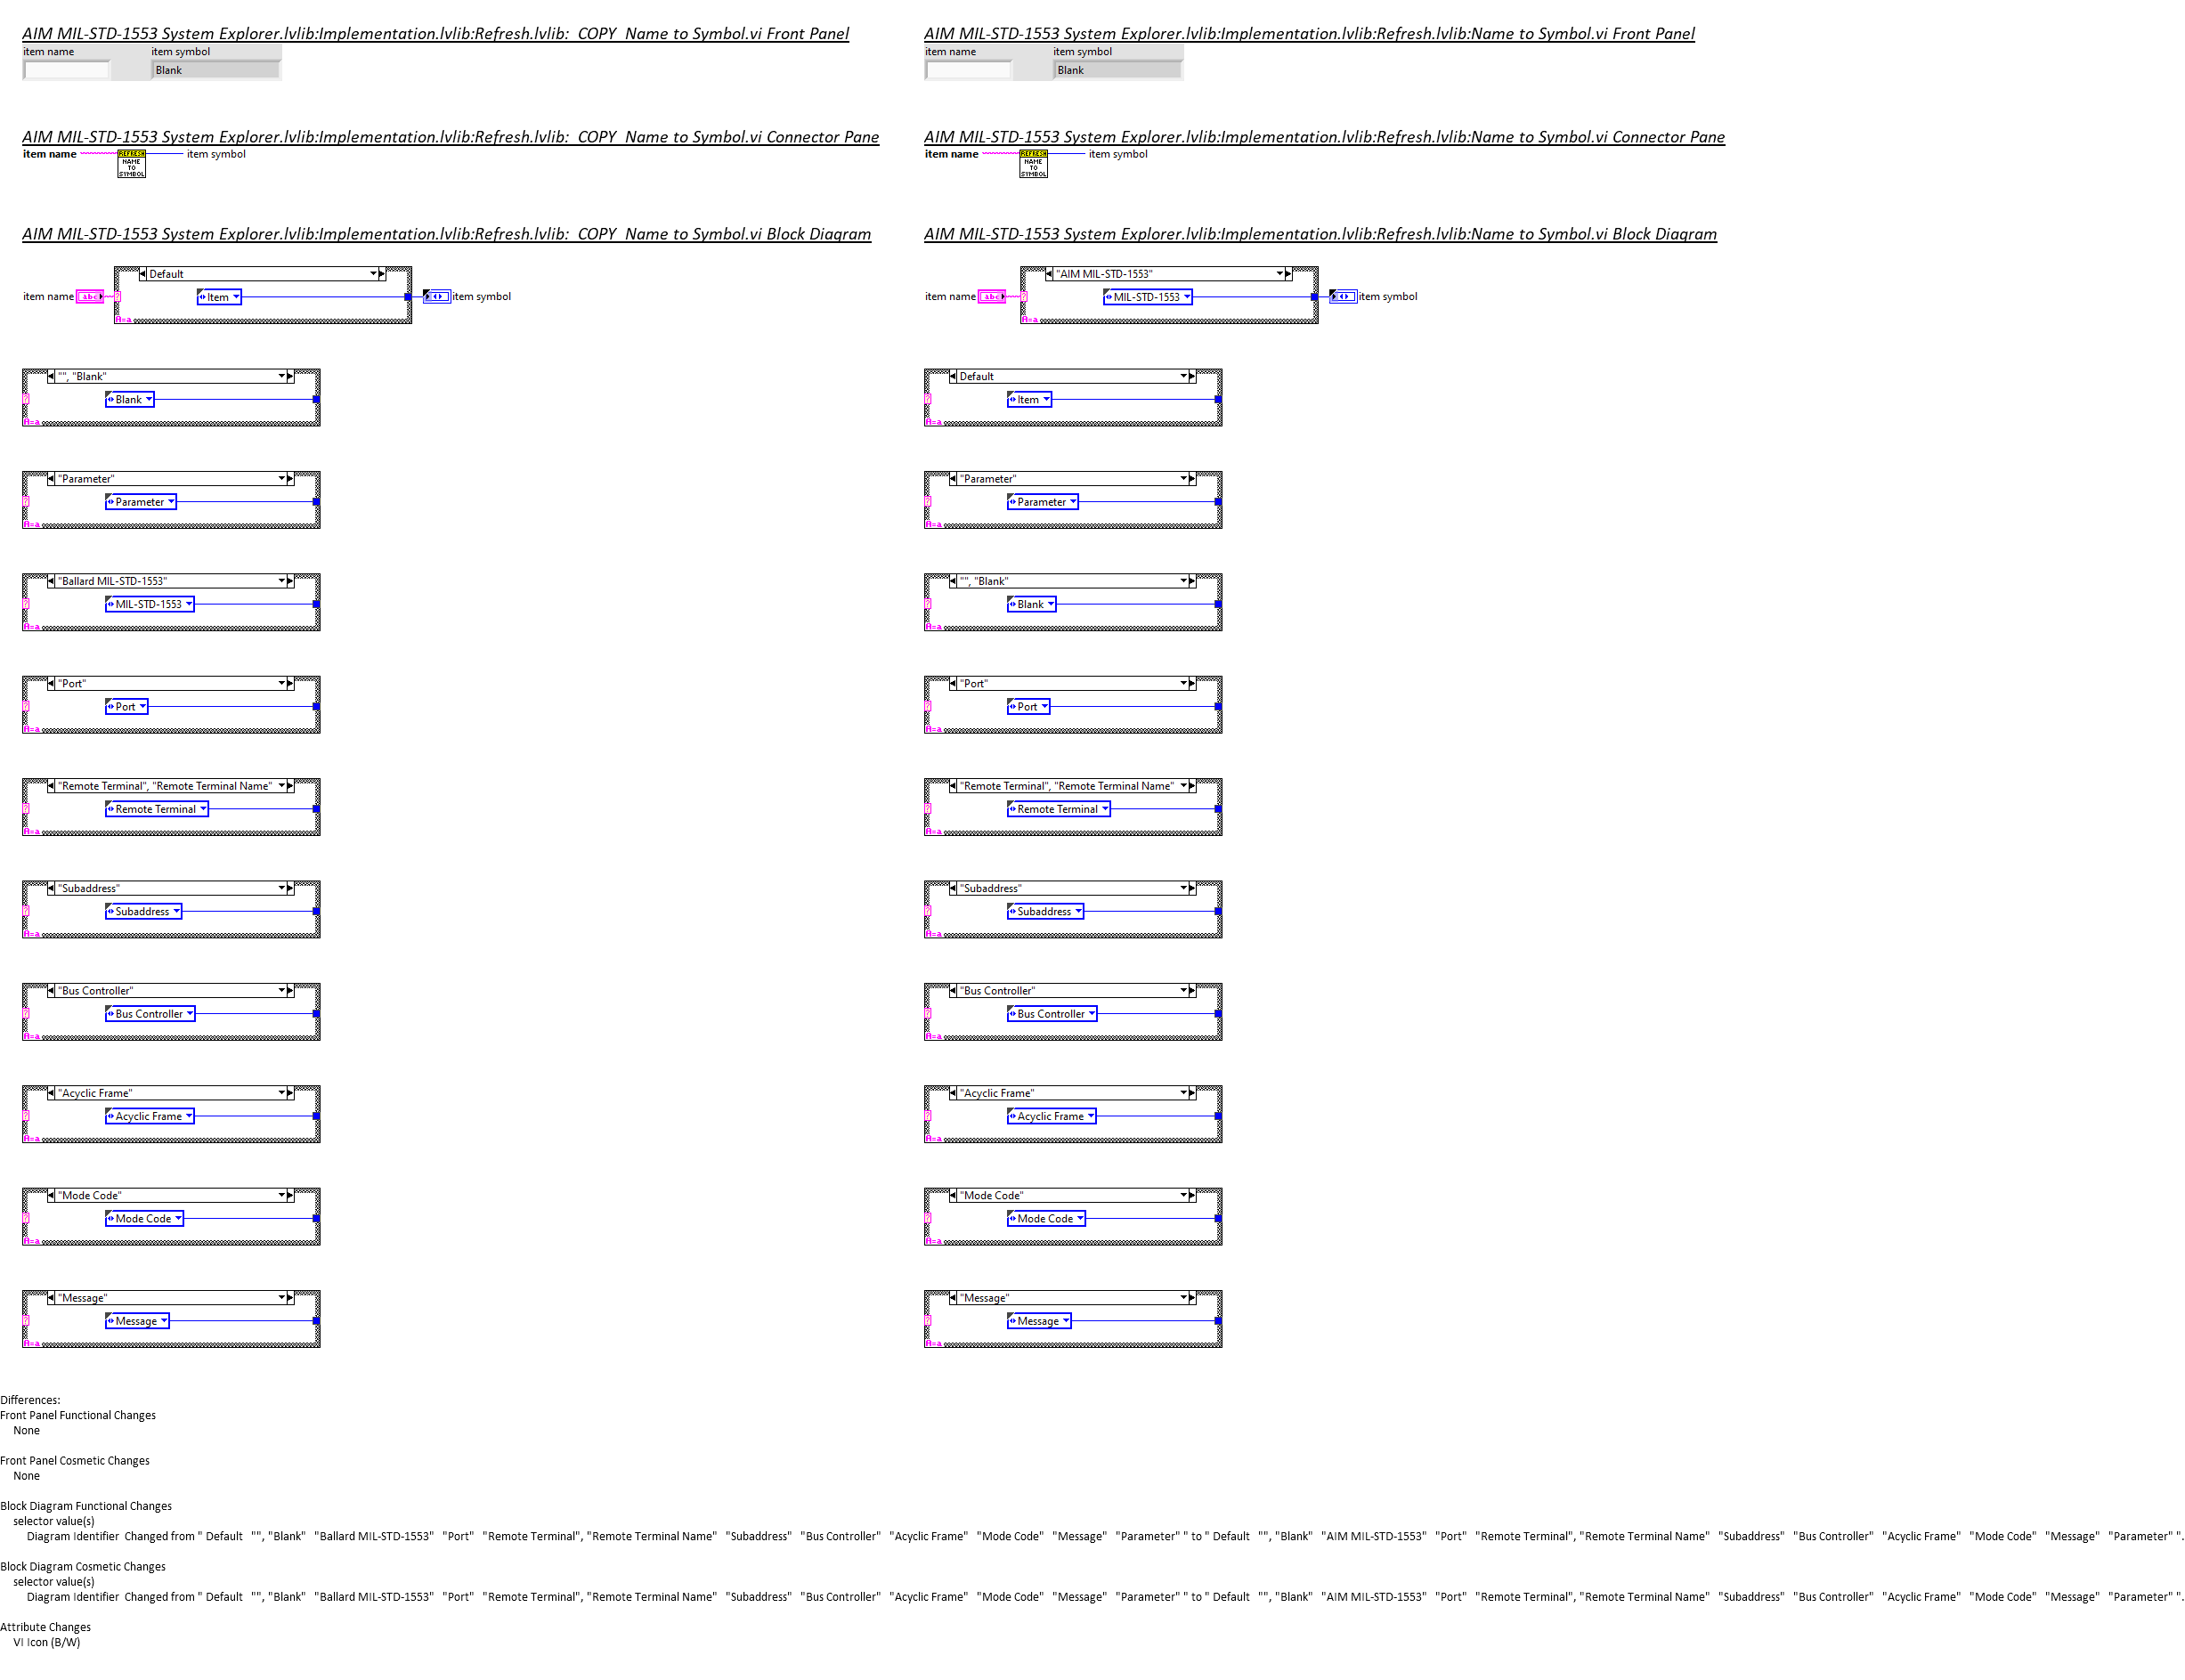 AIM MIL-STD-1553 System Explorer.lvlib:Implementation.lvlib:Refresh.lvlib:  COPY  Name to Symbol.vi Front Panel
item name item symbol
Blank
AIM MIL-STD-1553 System Explorer.lvlib:Implementation.lvlib:Refresh.lvlib:  COPY  Name to Symbol.vi Connector Pane
item name item symbol
REFRESH
NAME
TO
SYMBOL
AIM MIL-STD-1553 System Explorer.lvlib:Implementation.lvlib:Refresh.lvlib:  COPY  Name to Symbol.vi Block Diagram
Default
item name abc ? Item item symbol
A=a
"", "Blank"
? Blank
A=a
"Parameter"
? Parameter
A=a
"Ballard MIL-STD-1553"
? MIL-STD-1553
A=a
"Port"
? Port
A=a
"Remote Terminal", "Remote Terminal Name"
? Remote Terminal
A=a
"Subaddress"
? Subaddress
A=a
"Bus Controller"
? Bus Controller
A=a
"Acyclic Frame"
? Acyclic Frame
A=a
"Mode Code"
? Mode Code
A=a
"Message"
? Message
A=a
AIM MIL-STD-1553 System Explorer.lvlib:Implementation.lvlib:Refresh.lvlib:Name to Symbol.vi Front Panel
item name item symbol
Blank
AIM MIL-STD-1553 System Explorer.lvlib:Implementation.lvlib:Refresh.lvlib:Name to Symbol.vi Connector Pane
item name item symbol
REFRESH
NAME
TO
SYMBOL
AIM MIL-STD-1553 System Explorer.lvlib:Implementation.lvlib:Refresh.lvlib:Name to Symbol.vi Block Diagram
"AIM MIL-STD-1553"
item name abc ? MIL-STD-1553 item symbol
A=a
Default
? Item
A=a
"Parameter"
? Parameter
A=a
"", "Blank"
? Blank
A=a
"Port"
? Port
A=a
"Remote Terminal", "Remote Terminal Name"
? Remote Terminal
A=a
"Subaddress"
? Subaddress
A=a
"Bus Controller"
? Bus Controller
A=a
"Acyclic Frame"
? Acyclic Frame
A=a
"Mode Code"
? Mode Code
A=a
"Message"
? Message
A=a
Differences:
Front Panel Functional Changes
None
Front Panel Cosmetic Changes
None
Block Diagram Functional Changes
selector value(s)
Diagram Identifier  Changed from " Default   "", "Blank"   "Ballard MIL-STD-1553"   "Port"   "Remote Terminal", "Remote Terminal Name"   "Subaddress"   "Bus Controller"   "Acyclic Frame"   "Mode Code"   "Message"   "Parameter" " to " Default   "", "Blank"   "AIM MIL-STD-1553"   "Port"   "Remote Terminal", "Remote Terminal Name"   "Subaddress"   "Bus Controller"   "Acyclic Frame"   "Mode Code"   "Message"   "Parameter" ".
Block Diagram Cosmetic Changes
selector value(s)
Diagram Identifier  Changed from " Default   "", "Blank"   "Ballard MIL-STD-1553"   "Port"   "Remote Terminal", "Remote Terminal Name"   "Subaddress"   "Bus Controller"   "Acyclic Frame"   "Mode Code"   "Message"   "Parameter" " to " Default   "", "Blank"   "AIM MIL-STD-1553"   "Port"   "Remote Terminal", "Remote Terminal Name"   "Subaddress"   "Bus Controller"   "Acyclic Frame"   "Mode Code"   "Message"   "Parameter" ".
Attribute Changes
VI Icon (B/W)